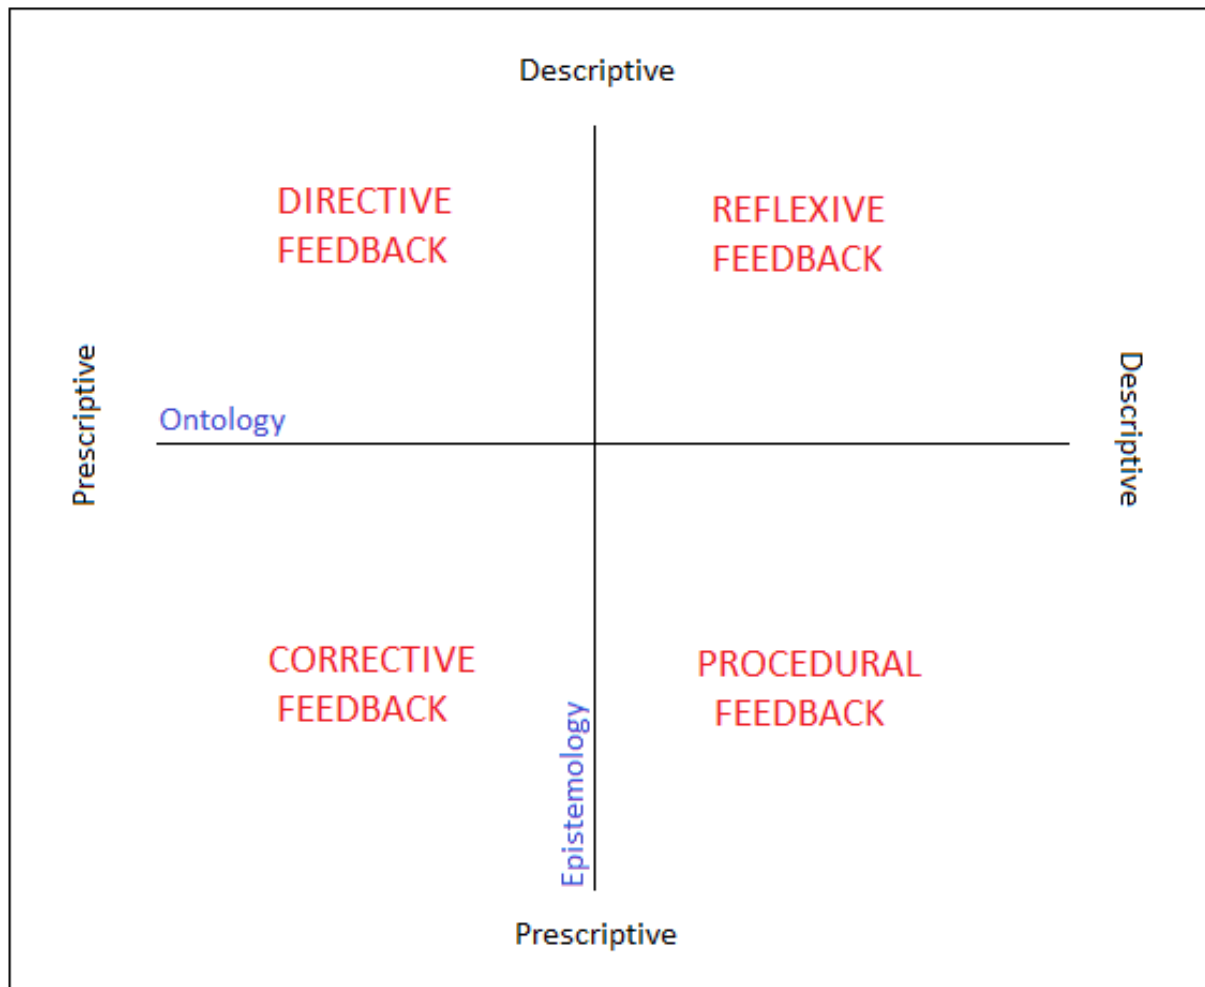 Descriptive
DIRECTIVE
FEEDBACK
REFLEXIVE
FEEDBACK
Prescriptive
Ontology
Descriptive
CORRECTIVE
FEEDBACK
PROCEDURAL
FEEDBACK
Epistemology
Prescriptive